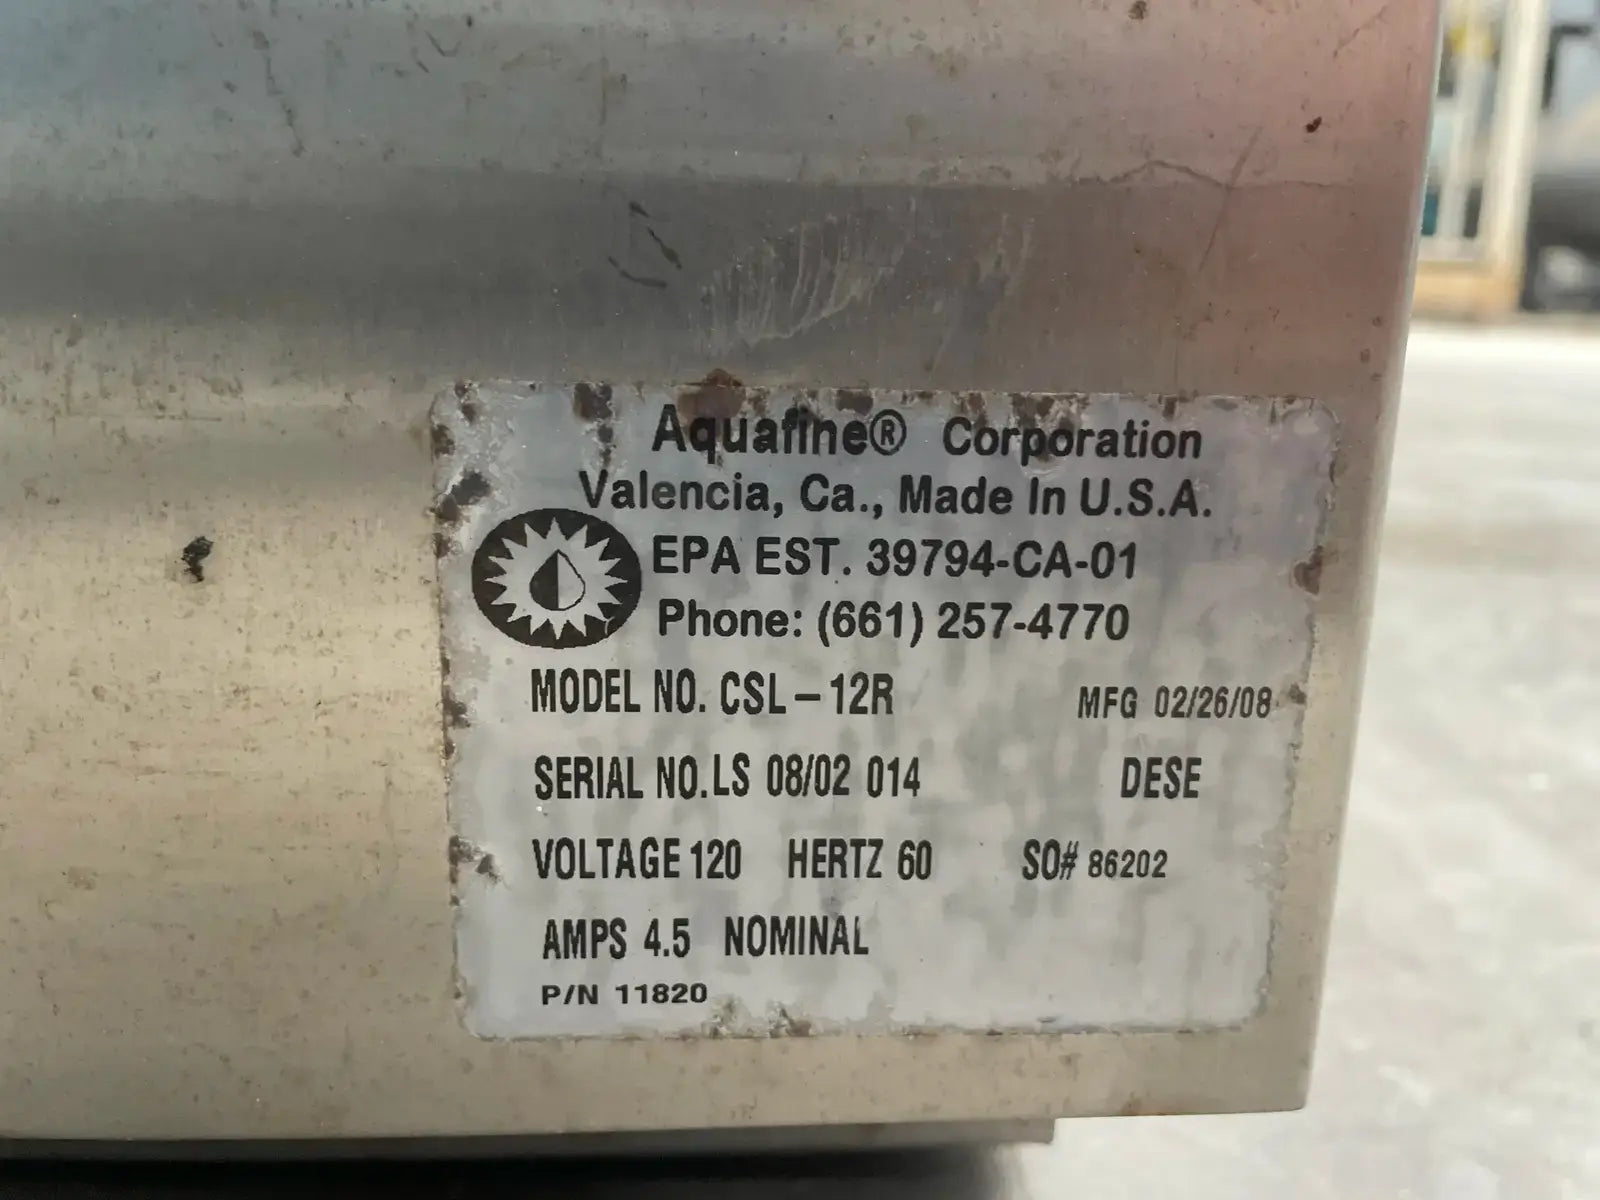 Aquafine® Corporation
Valencia, Ca., Made In U.S.A.
EPA EST. 39794-CA-01
Phone: (661) 257-4770
MODEL NO. CSL-12R MFG 02/26/08
SERIAL NO. LS 08/02 014 DESE
VOLTAGE 120 HERTZ 60 SO# 86202
AMPS 4.5 NOMINAL
P/N 11820